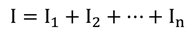 I = I₁ + I₂ + ⋯ + Iₙ